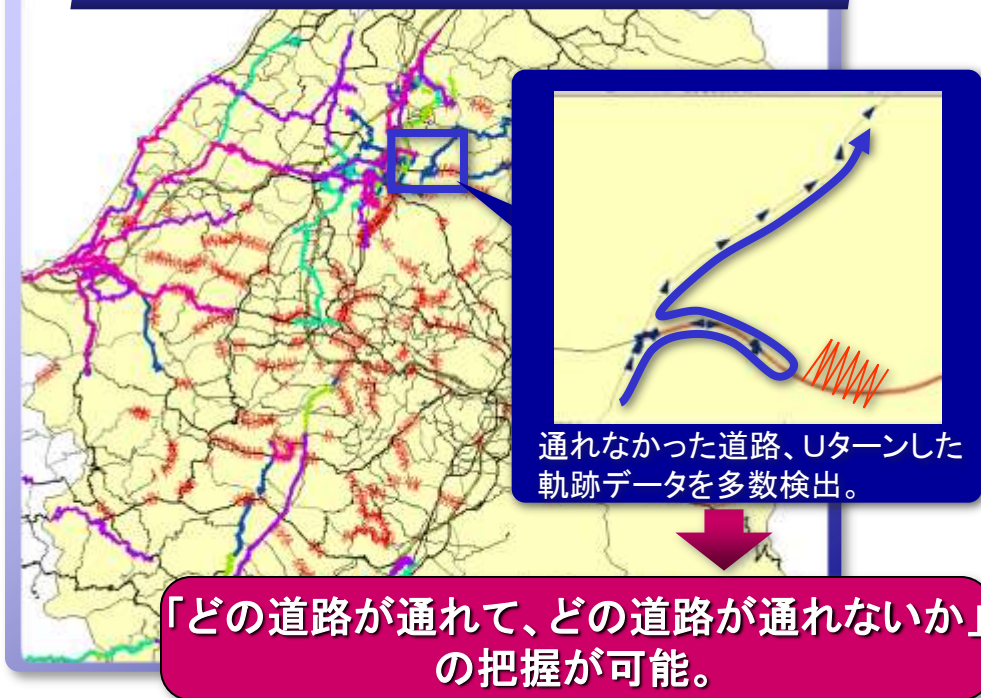 通れなかった道路、Uターンした
軌跡データを多数検出。
「どの道路が通れて、どの道路が通れないか」
の把握が可能。